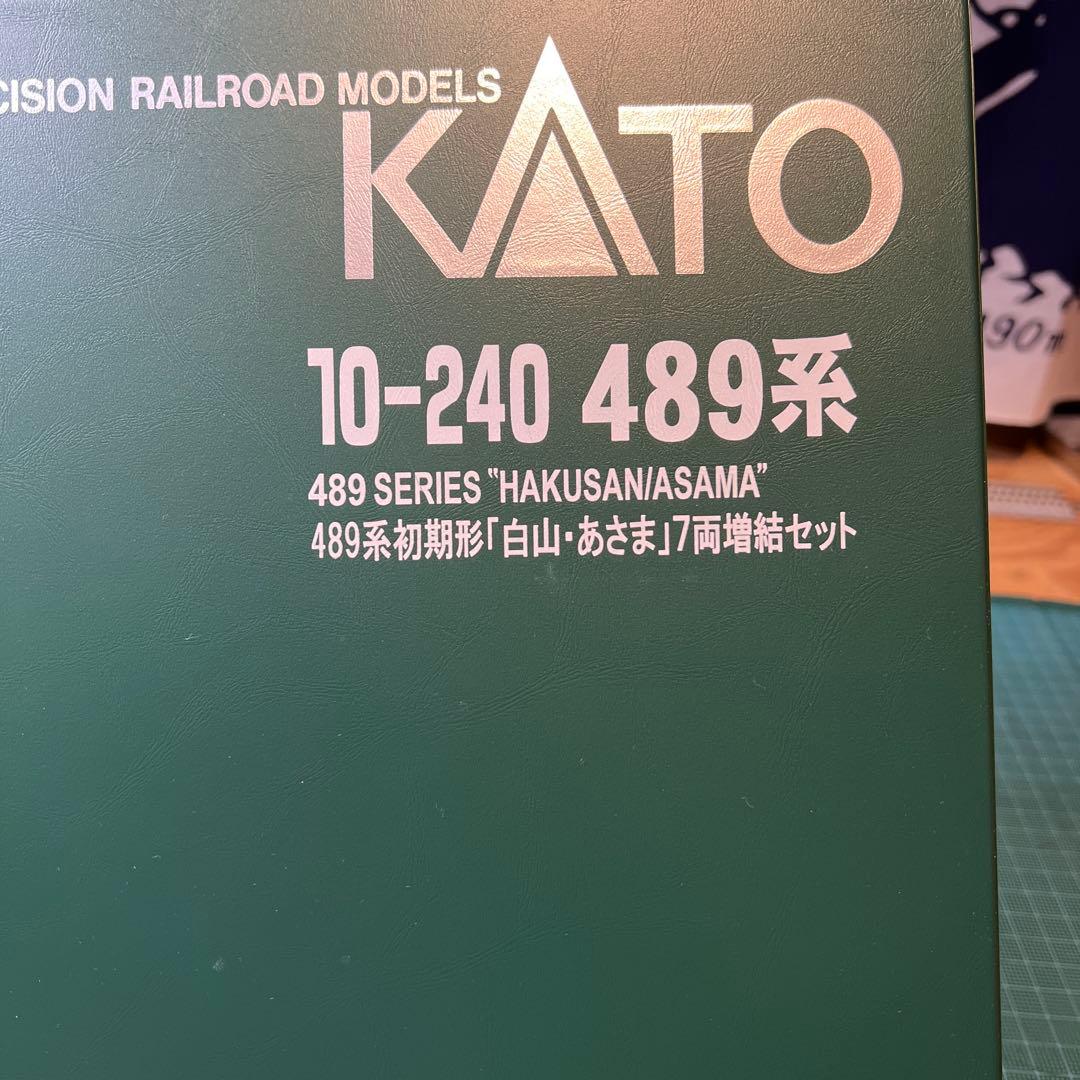 RAILROAD MODELS
KATO
10-240 489系
489 SERIES "HAKUSAN/ASAMA"
489系初期形「白山・あさま」7両増結セット